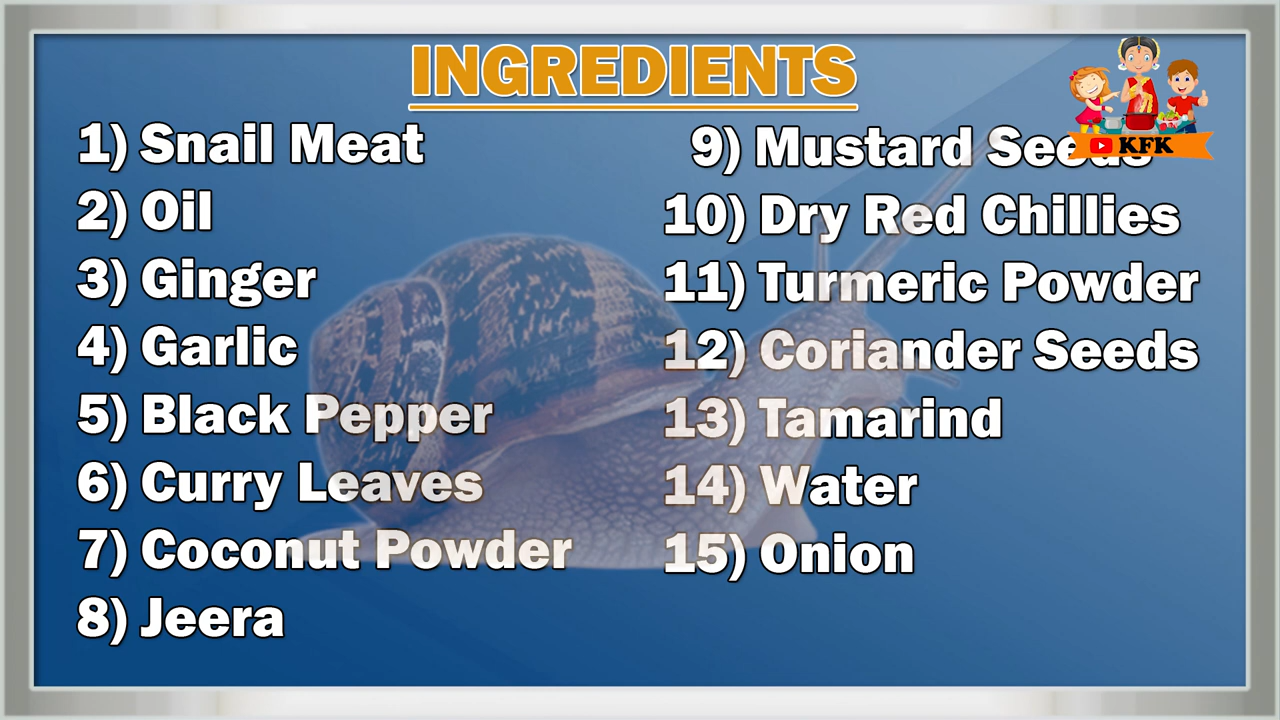 INGREDIENTS
1) Snail Meat
2) Oil
3) Ginger
4) Garlic
5) Black Pepper
6) Curry Leaves
7) Coconut Powder
8) Jeera
9) Mustard Seeds
10) Dry Red Chillies
11) Turmeric Powder
12) Coriander Seeds
13) Tamarind
14) Water
15) Onion
KFK